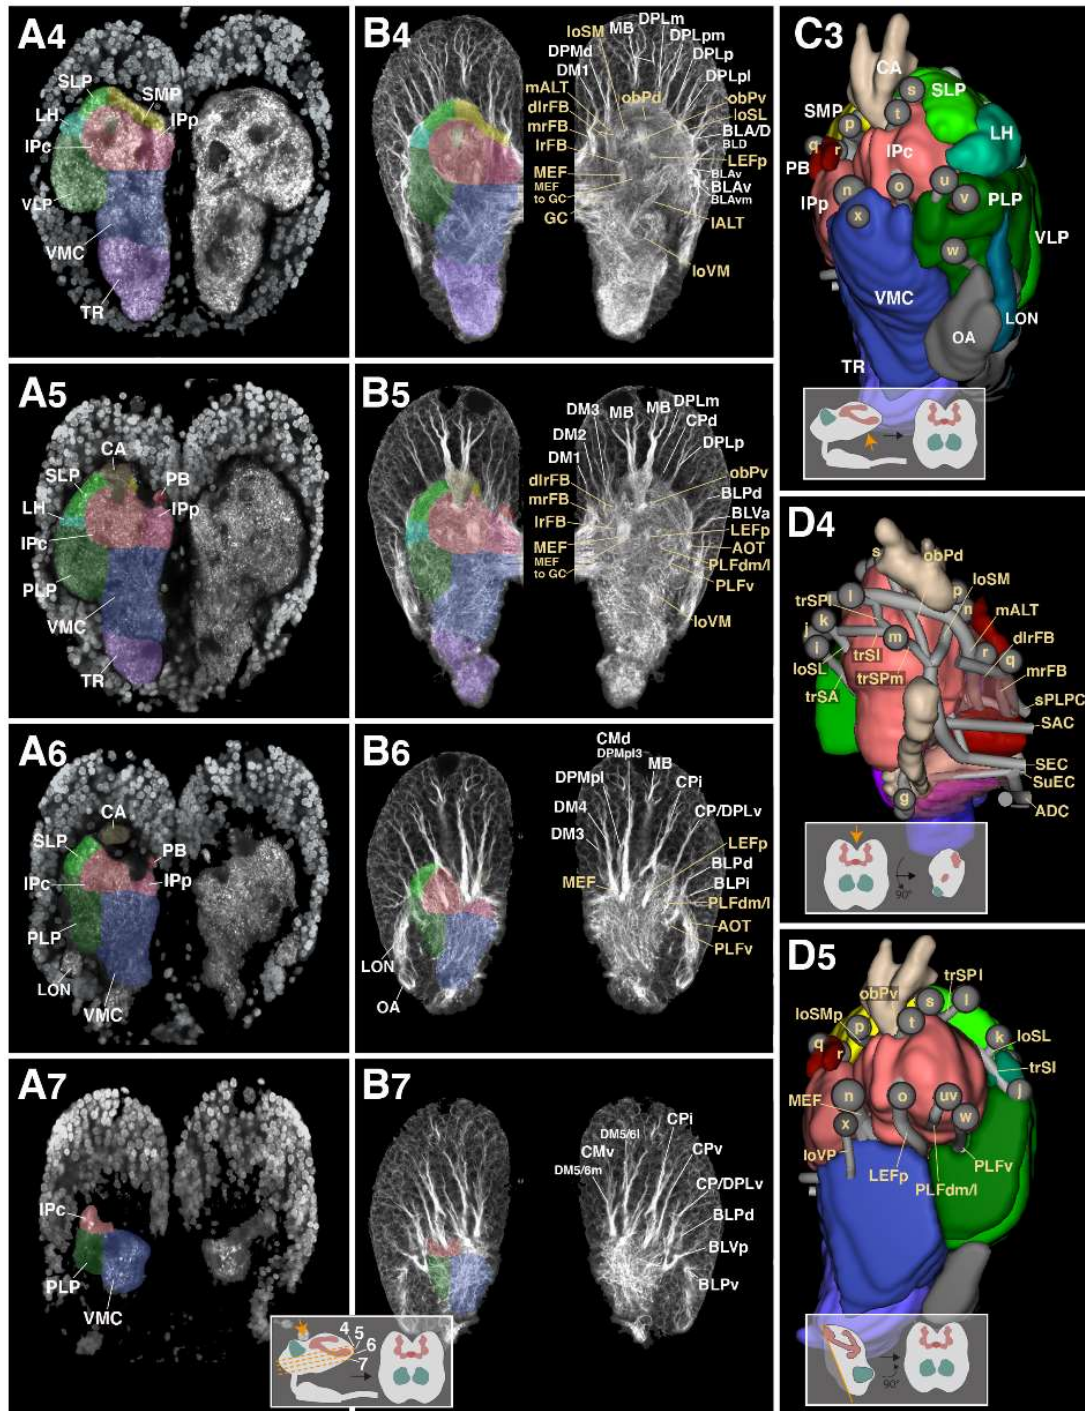 A4
SLP
SMP
LH
IPp
IPc
VLP
VMC
TR
B4
loSM
MB
DPLm
DPLpm
DPMd
DPLp
DM1
DPLpl
mALT
obPd
dlrFB
obPv
mrFB
loSL
lrFB
BLA/D
BLD
LEFp
MEF
BLAv
MEF
to GC
BLAv
BLAvm
GC
lALT
loVM
C3
CA
s
SLP
SMP
t
p
LH
q
r
IPc
PB
n
o
u
IPp
v
PLP
x
VLP
w
VMC
LON
OA
TR
A5
CA
SLP
PB
LH
IPp
IPc
PLP
VMC
TR
B5
DM3
MB
MB
DPLm
DM2
CPd
DM1
DPLp
dlrFB
obPv
mrFB
BLPd
lrFB
BLVa
LEFp
MEF
AOT
MEF
to GC
PLFdm/l
PLFv
loVM
D4
s
obPd
loSM
l
p
trSPl
n
mALT
k
j
m
r
dlrFB
i
q
loSL
trSl
mrFB
trSPm
trSA
sPLPC
SAC
SEC
SuEC
g
ADC
90°
A6
CA
SLP
PB
IPc
IPp
PLP
LON
VMC
B6
CMd
DPMpl3
MB
DPMpl
CPi
DM4
CP/DPLv
DM3
LEFp
MEF
BLPd
BLPi
PLFdm/l
AOT
LON
PLFv
OA
D5
trSPl
obPv
s
l
loSMp
p
t
k
loSL
q
r
trSl
j
n
o
uv
MEF
w
x
loVP
PLFv
LEFp
PLFdm/l
90°
A7
IPc
PLP
VMC
B7
DM5/6l
CPi
CMv
CPv
DM5/6m
CP/DPLv
BLPd
BLVp
BLPv
4
5
6
7